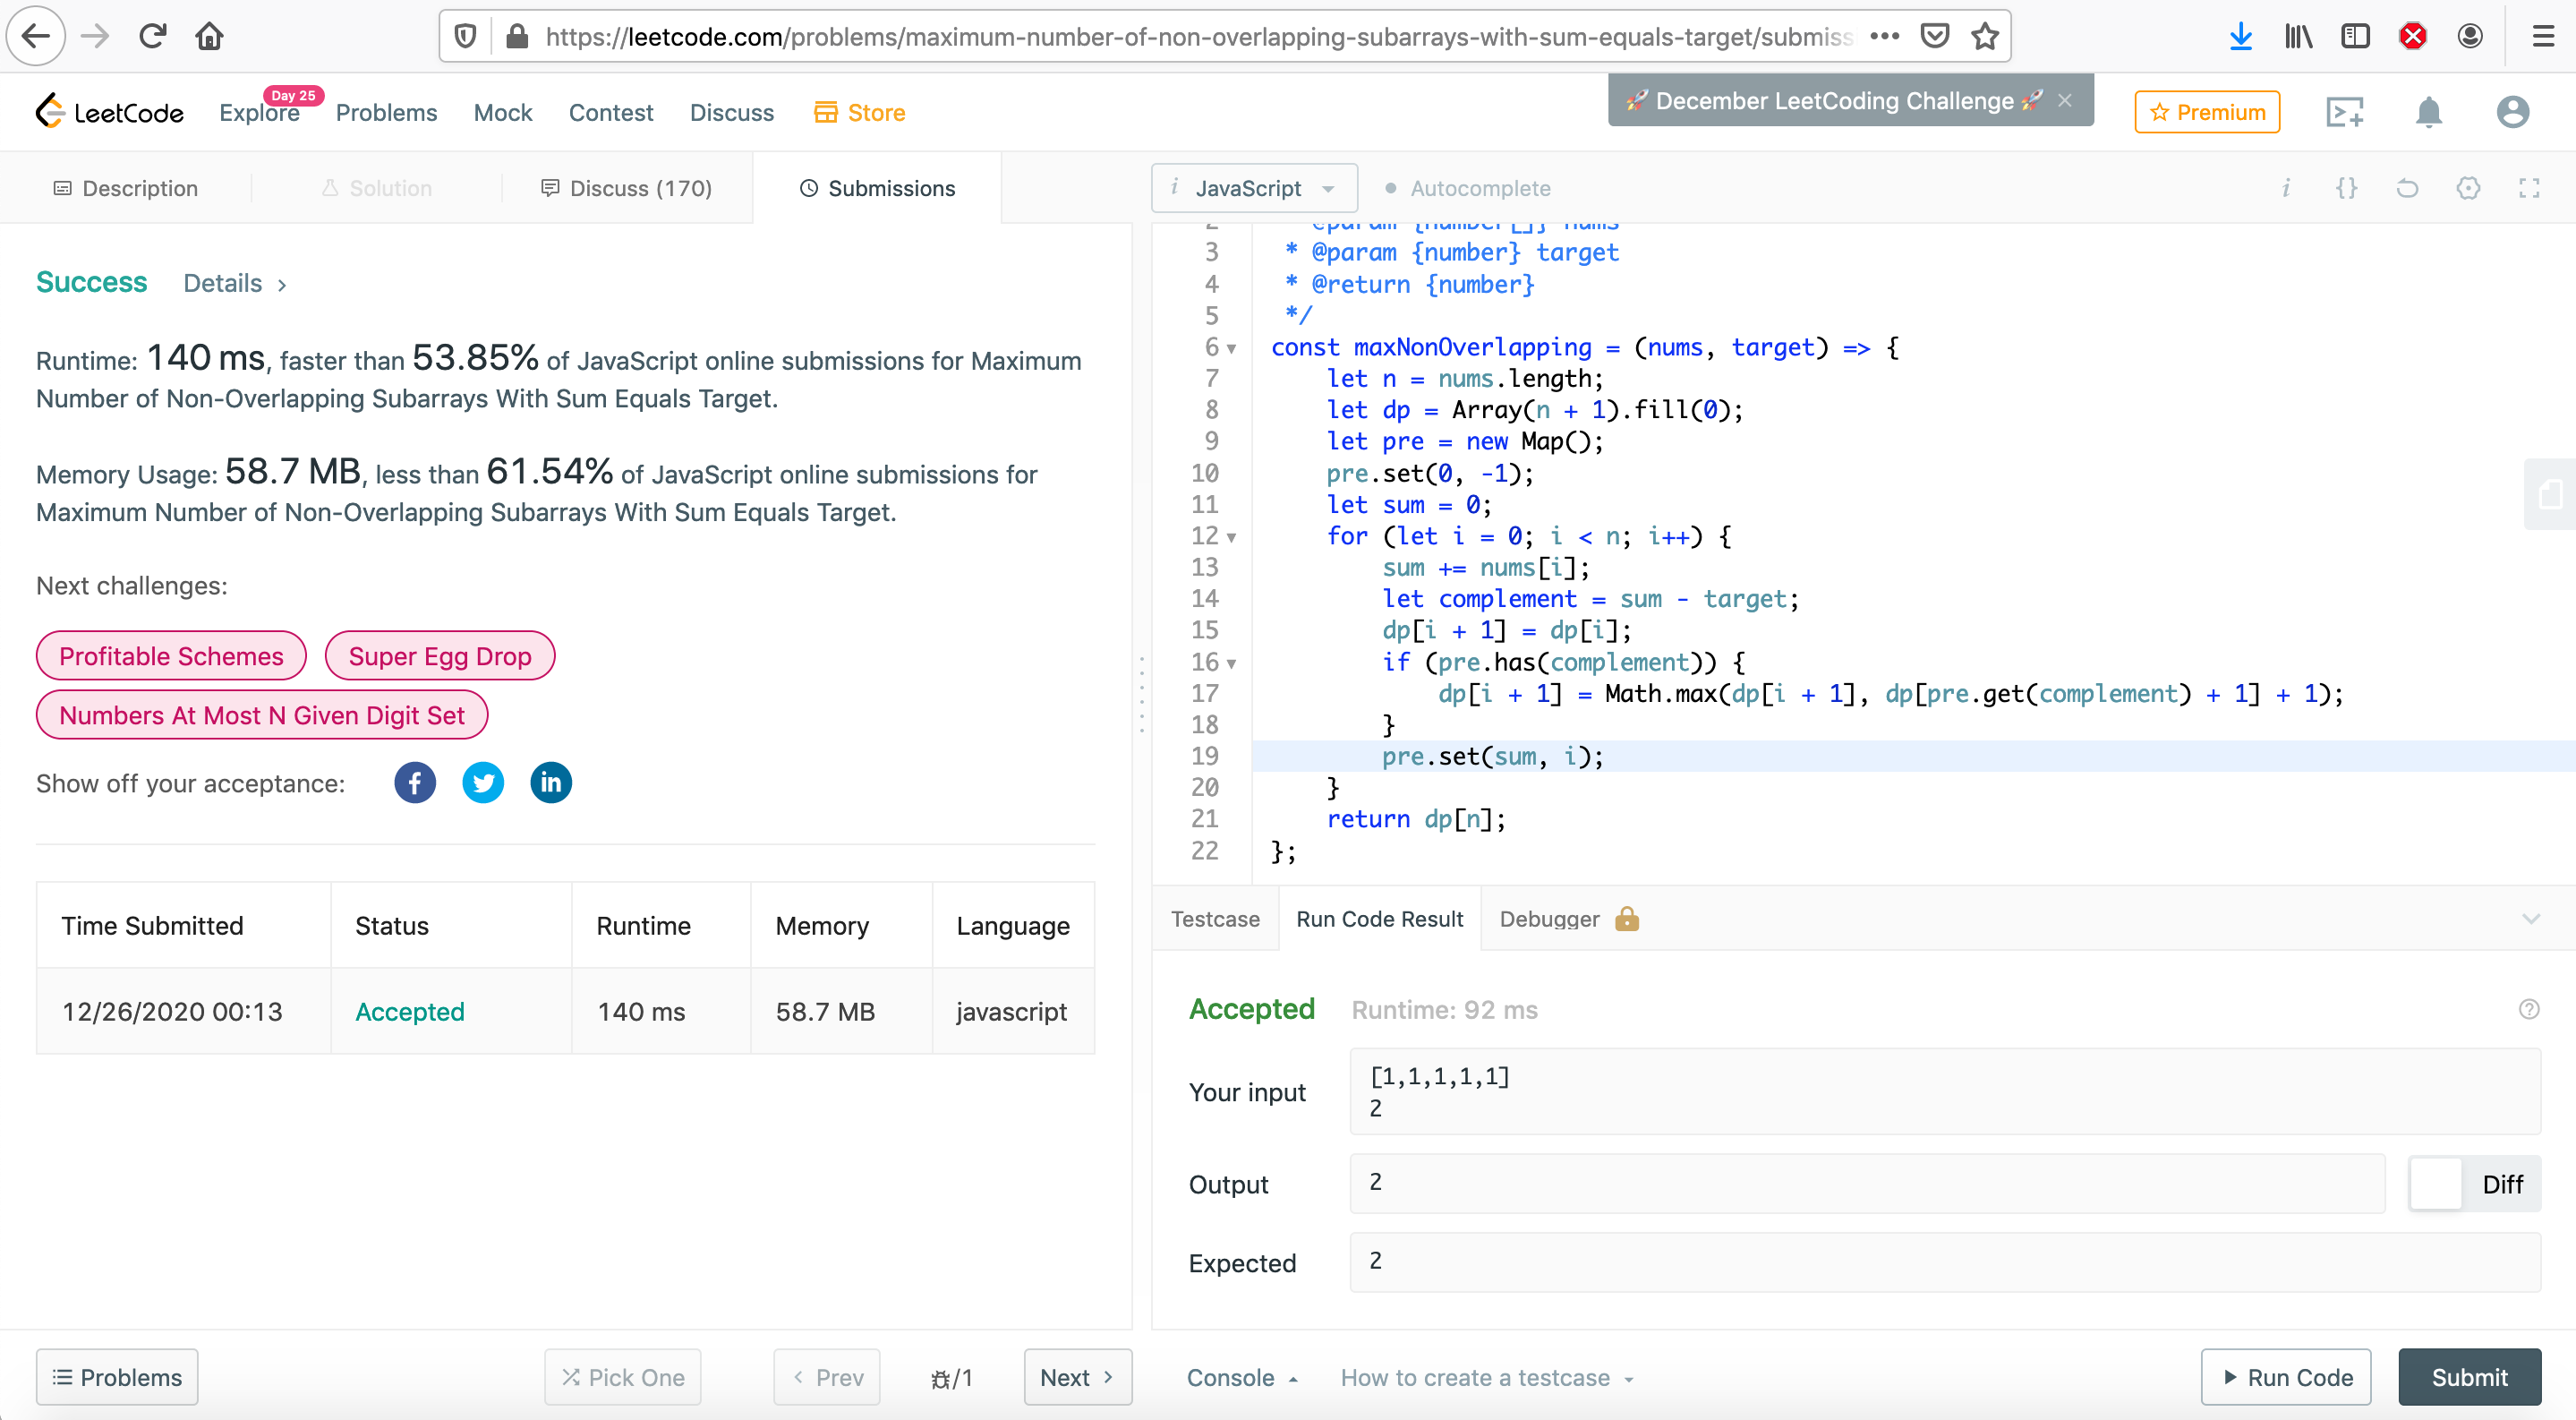 https://leetcode.com/problems/maximum-number-of-non-overlapping-subarrays-with-sum-equals-target/submiss
LeetCode
Explore
Day 25
Problems
Mock
Contest
Discuss
Store
🚀 December LeetCoding Challenge 🚀 ×
Premium
Description
Solution
Discuss (170)
Submissions
Success Details >
Runtime: 140 ms, faster than 53.85% of JavaScript online submissions for Maximum
Number of Non-Overlapping Subarrays With Sum Equals Target.
Memory Usage: 58.7 MB, less than 61.54% of JavaScript online submissions for
Maximum Number of Non-Overlapping Subarrays With Sum Equals Target.
Next challenges:
Profitable Schemes
Super Egg Drop
Numbers At Most N Given Digit Set
Show off your acceptance:
Time Submitted Status Runtime Memory Language
12/26/2020 00:13 Accepted 140 ms 58.7 MB javascript
Problems
Pick One
< Prev
/1
Next >
i JavaScript
Autocomplete
i {}
2 * @param {number[]} nums
3 * @param {number} target
4 * @return {number}
5 */
6 const maxNonOverlapping = (nums, target) => {
7 let n = nums.length;
8 let dp = Array(n + 1).fill(0);
9 let pre = new Map();
10 pre.set(0, -1);
11 let sum = 0;
12 for (let i = 0; i < n; i++) {
13 sum += nums[i];
14 let complement = sum - target;
15 dp[i + 1] = dp[i];
16 if (pre.has(complement)) {
17 dp[i + 1] = Math.max(dp[i + 1], dp[pre.get(complement) + 1] + 1);
18 }
19 pre.set(sum, i);
20 }
21 return dp[n];
22 };
Testcase
Run Code Result
Debugger
Accepted Runtime: 92 ms
Your input
[1,1,1,1,1]
2
Output
2
Diff
Expected
2
Console
How to create a testcase
Run Code
Submit